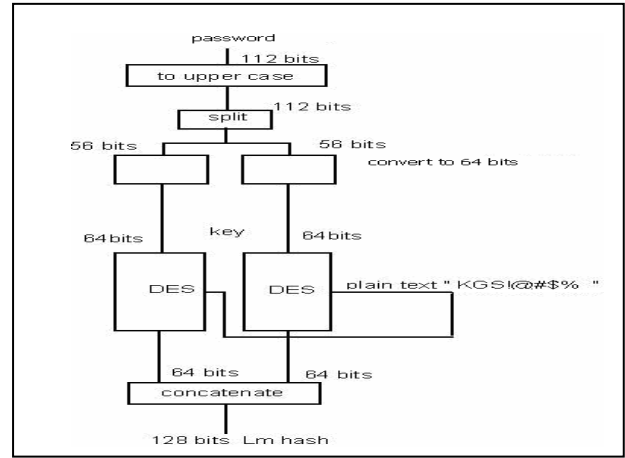 password
112 bits
to upper case
112 bits
split
56 bits
56 bits
convert to 64 bits
64bits
key
64bits
DES
DES
plain text " KGS!@#$% "
64 bits
64 bits
concatenate
128 bits Lm hash